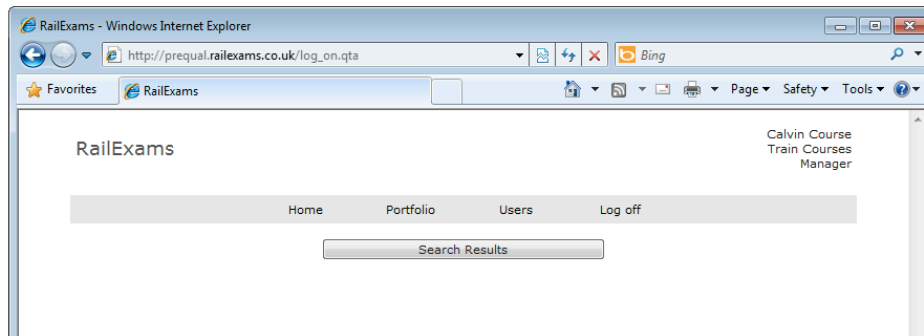 RailExams - Windows Internet Explorer
http://prequal.railexams.co.uk/log_on.qta
Bing
Favorites
RailExams
Page
Safety
Tools
RailExams
Calvin Course
Train Courses
Manager
Home Portfolio Users Log off
Search Results